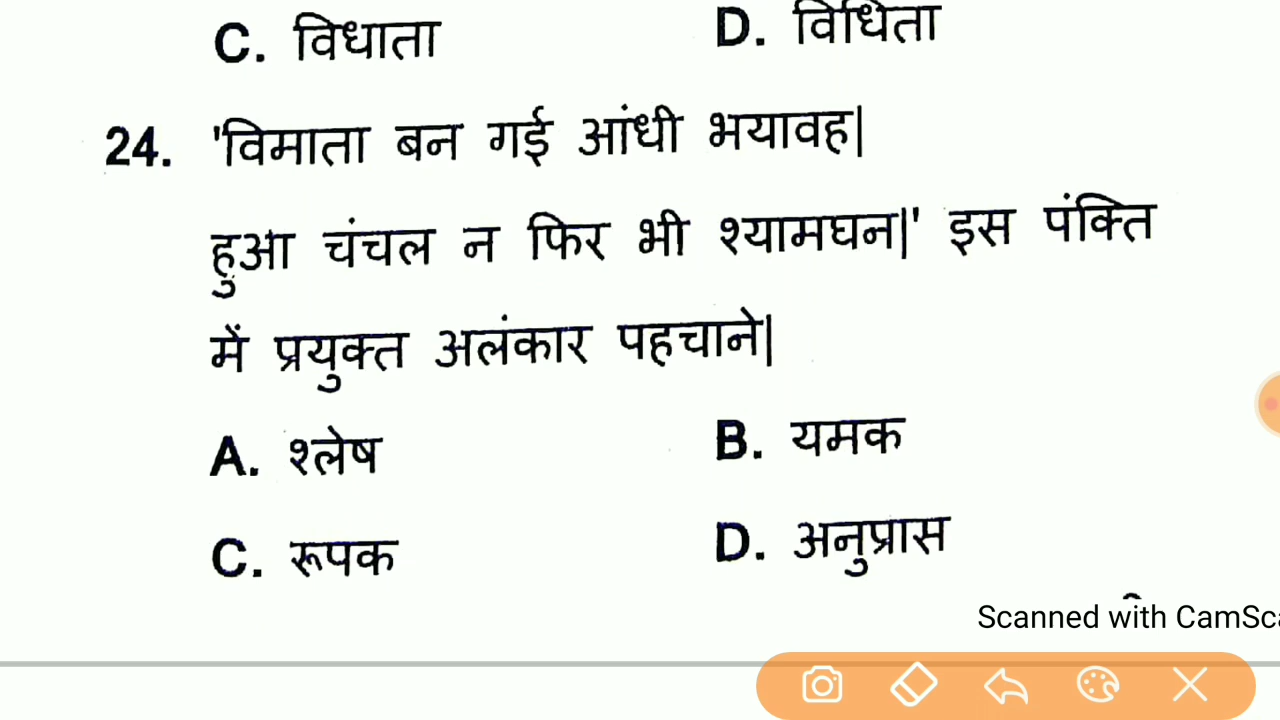 C. विधाता D. विधिता
24. 'विमाता बन गई आंधी भयावह|
हुआ चंचल न फिर भी श्यामघन|' इस पंक्ति
में प्रयुक्त अलंकार पहचाने|
A. श्लेष B. यमक
C. रूपक D. अनुप्रास
Scanned with CamSca